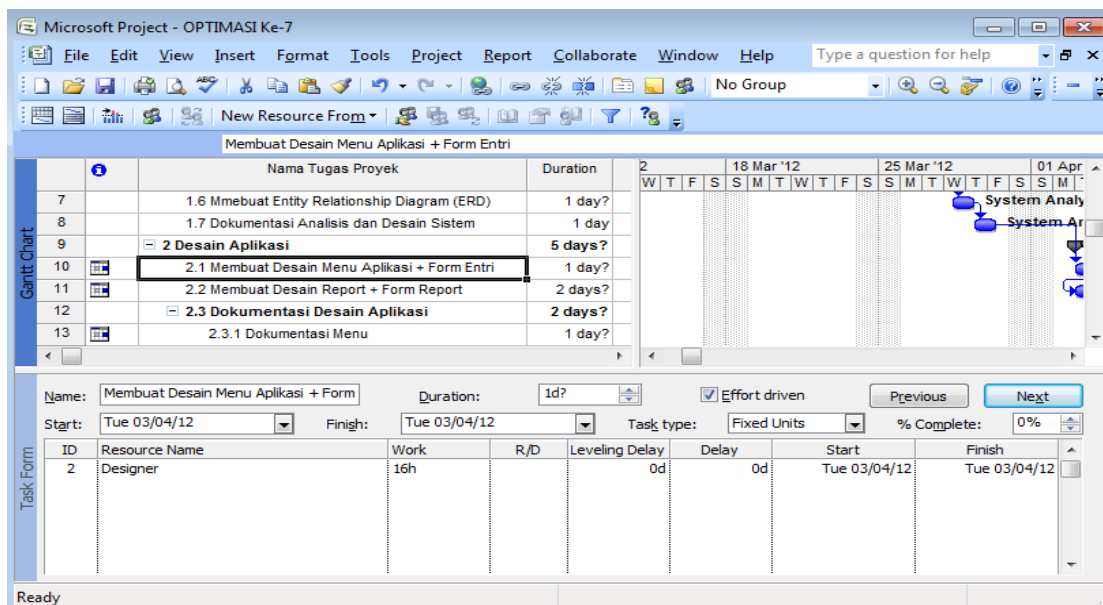 Microsoft Project - OPTIMASI Ke-7
File Edit View Insert Format Tools Project Report Collaborate Window Help Type a question for help
No Group
New Resource From
Membuat Desain Menu Aplikasi + Form Entri
Nama Tugas Proyek Duration 2 18 Mar '12 25 Mar '12 01 Apr
W T F S S M T W T F S S M T W T F S S M T
7 1.6 Mmebuat Entity Relationship Diagram (ERD) 1 day? System Analy
8 1.7 Dokumentasi Analisis dan Desain Sistem 1 day System Ar
9 2 Desain Aplikasi 5 days?
10 2.1 Membuat Desain Menu Aplikasi + Form Entri 1 day?
11 2.2 Membuat Desain Report + Form Report 2 days?
12 2.3 Dokumentasi Desain Aplikasi 2 days?
13 2.3.1 Dokumentasi Menu 1 day?
Gantt Chart
Name: Membuat Desain Menu Aplikasi + Form Duration: 1d? Effort driven Previous Next
Start: Tue 03/04/12 Finish: Tue 03/04/12 Task type: Fixed Units % Complete: 0%
ID Resource Name Work R/D Leveling Delay Delay Start Finish
2 Designer 16h 0d 0d Tue 03/04/12 Tue 03/04/12
Task Form
Ready